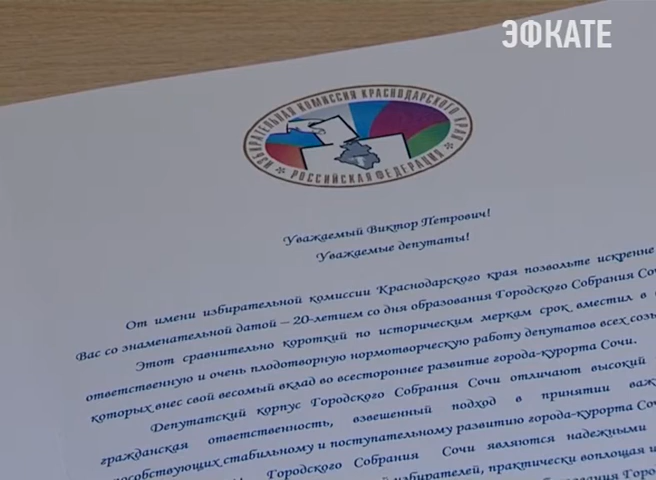 ЭФКАТЕ
ИЗБИРАТЕЛЬНАЯ КОМИССИЯ КРАСНОДАРСКОГО КРАЯ
РОССИЙСКАЯ ФЕДЕРАЦИЯ
Уважаемый Виктор Петрович!
Уважаемые депутаты!
От имени избирательной комиссии Краснодарского края позвольте искренне
Вас со знаменательной датой – 20-летием со дня образования Городского Собрания Со
Этот сравнительно короткий по историческим меркам срок вместил в
ответственную и очень плодотворную нормотворческую работу депутатов всех созы
которых внес свой весомый вклад во всестороннее развитие города-курорта Сочи.
Депутатский корпус Городского Собрания Сочи отличают высокий
гражданская ответственность, взвешенный подход в принятии важ
пособствующих стабильному и поступательному развитию города-курорта Со
Городского Собрания Сочи являются надежными
избирателей, практически воплощая